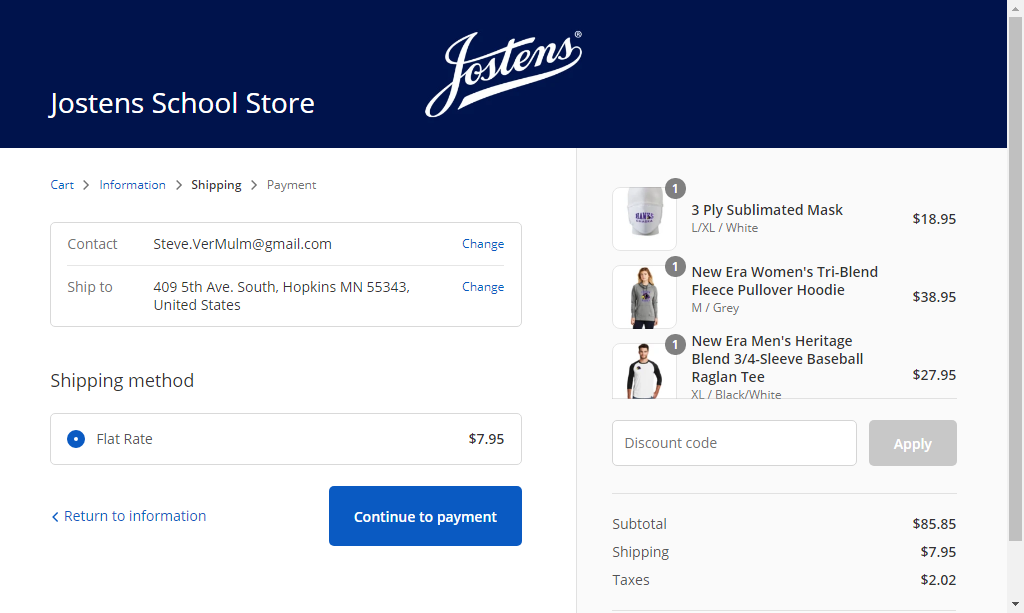 Jostens®
Jostens School Store
Cart > Information > Shipping > Payment
Contact Steve.VerMulm@gmail.com Change
Ship to 409 5th Ave. South, Hopkins MN 55343,
United States
Change
Shipping method
Flat Rate $7.95
< Return to information
Continue to payment
HAWKS
1
3 Ply Sublimated Mask
L/XL / White
$18.95
1
New Era Women's Tri-Blend
Fleece Pullover Hoodie
M / Grey
$38.95
1
New Era Men's Heritage
Blend 3/4-Sleeve Baseball
Raglan Tee
XL / Black/White
$27.95
Discount code
Apply
Subtotal $85.85
Shipping $7.95
Taxes $2.02